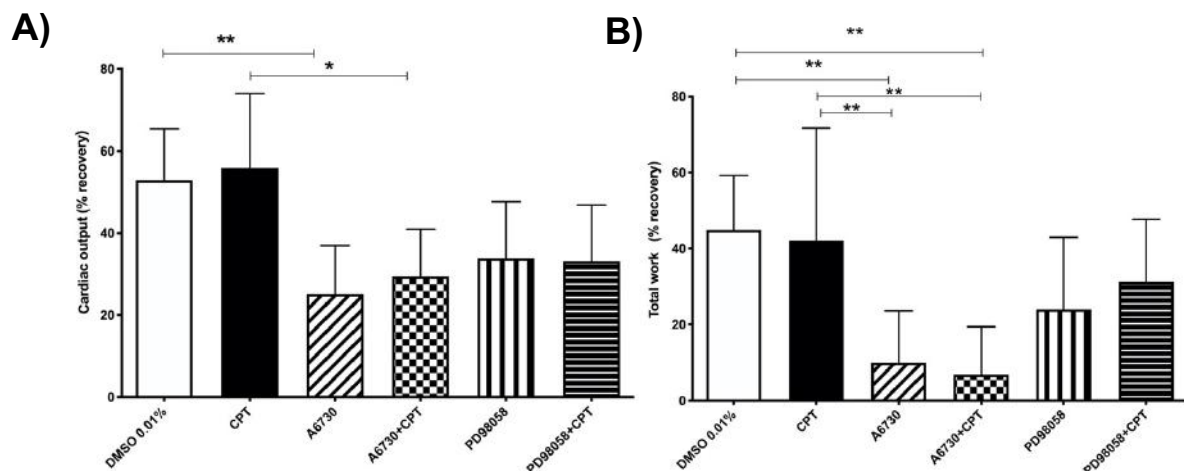 A)
**
*
80
60
40
20
0
Cardiac output (% recovery)
DMSO 0.01%
CPT
A6730
A6730+CPT
PD98058
PD98058+CPT
B)
**
**
**
**
80
60
40
20
0
Total work (% recovery)
DMSO 0.01%
CPT
A6730
A6730+CPT
PD98058
PD98058+CPT